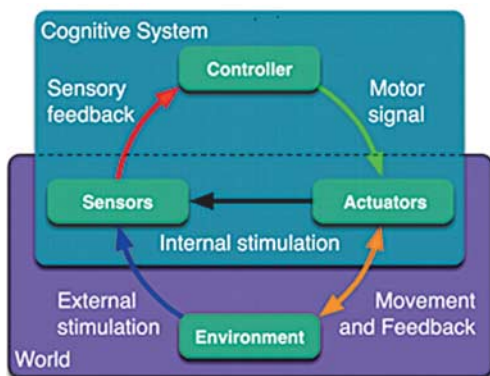 Cognitive System
Controller
Sensory
feedback
Motor
signal
Sensors
Actuators
Internal stimulation
External
stimulation
Movement
and Feedback
Environment
World